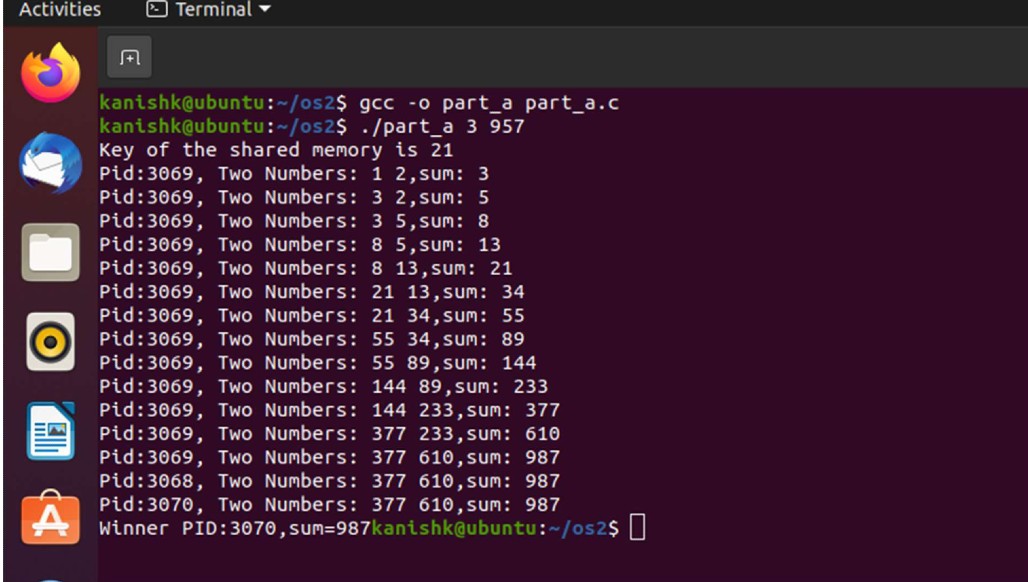 Activities Terminal
kanishk@ubuntu:~/os2$ gcc -o part_a part_a.c
kanishk@ubuntu:~/os2$ ./part_a 3 957
Key of the shared memory is 21
Pid:3069, Two Numbers: 1 2,sum: 3
Pid:3069, Two Numbers: 3 2,sum: 5
Pid:3069, Two Numbers: 3 5,sum: 8
Pid:3069, Two Numbers: 8 5,sum: 13
Pid:3069, Two Numbers: 8 13,sum: 21
Pid:3069, Two Numbers: 21 13,sum: 34
Pid:3069, Two Numbers: 21 34,sum: 55
Pid:3069, Two Numbers: 55 34,sum: 89
Pid:3069, Two Numbers: 55 89,sum: 144
Pid:3069, Two Numbers: 144 89,sum: 233
Pid:3069, Two Numbers: 144 233,sum: 377
Pid:3069, Two Numbers: 377 233,sum: 610
Pid:3069, Two Numbers: 377 610,sum: 987
Pid:3068, Two Numbers: 377 610,sum: 987
Pid:3070, Two Numbers: 377 610,sum: 987
Winner PID:3070,sum=987kanishk@ubuntu:~/os2$